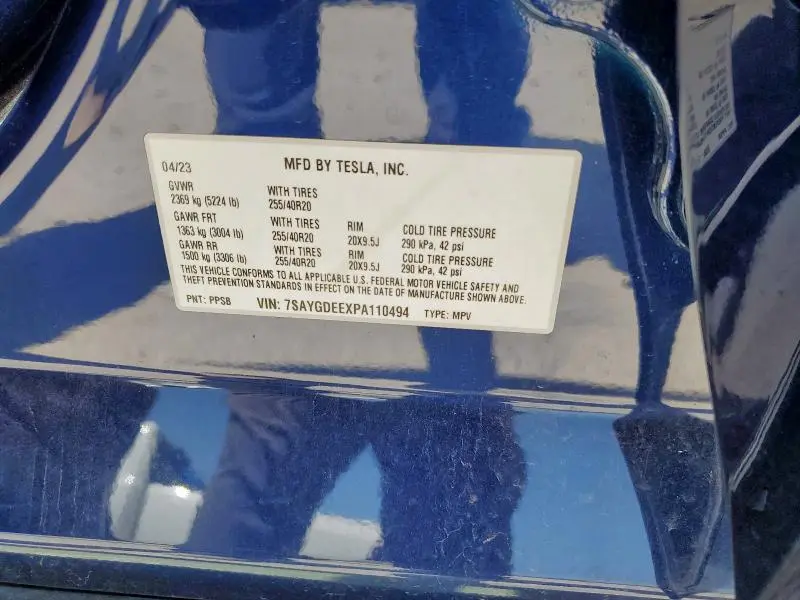 04/23 MFD BY TESLA, INC.
GVWR WITH TIRES
2369 kg (5224 lb) 255/40R20
GAWR FRT WITH TIRES RIM COLD TIRE PRESSURE
1363 kg (3004 lb) 255/40R20 20X9.5J 290 kPa, 42 psi
GAWR RR WITH TIRES RIM COLD TIRE PRESSURE
1500 kg (3306 lb) 255/40R20 20X9.5J 290 kPa, 42 psi
THIS VEHICLE CONFORMS TO ALL APPLICABLE U.S. FEDERAL MOTOR VEHICLE SAFETY AND
THEFT PREVENTION STANDARDS IN EFFECT ON THE DATE OF MANUFACTURE SHOWN ABOVE.
PNT: PPSB VIN: 7SAYGDEEXPA110494 TYPE: MPV